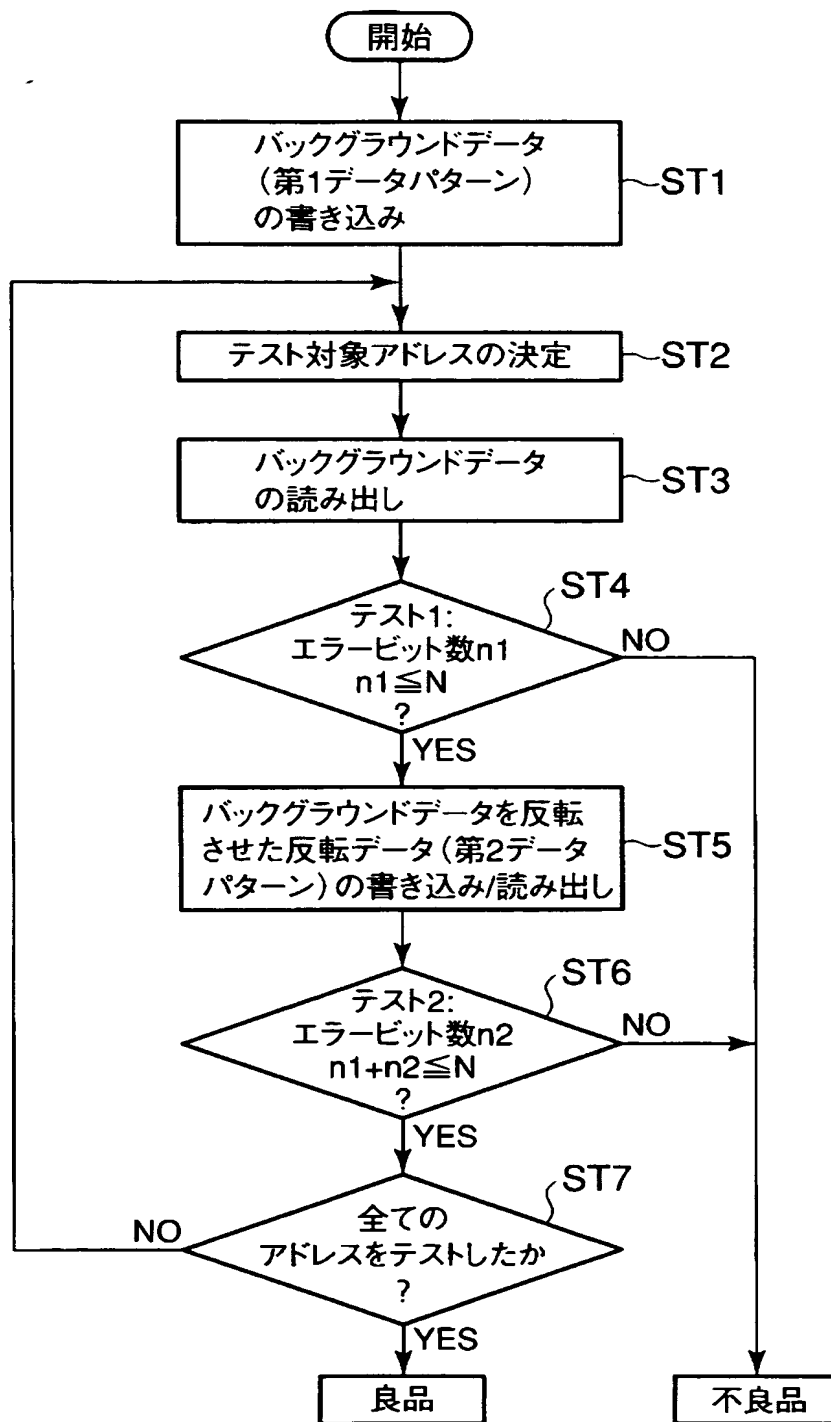 開始
バックグラウンドデータ
(第1データパターン)
の書き込み
ST1
テスト対象アドレスの決定
ST2
バックグラウンドデータ
の読み出し
ST3
ST4
テスト1:
エラービット数n1
n1≦N
?
NO
YES
バックグラウンドデータを反転
させた反転データ(第2データ
パターン)の書き込み/読み出し
ST5
ST6
テスト2:
エラービット数n2
n1+n2≦N
?
NO
YES
ST7
全ての
アドレスをテストしたか
?
NO
YES
良品
不良品